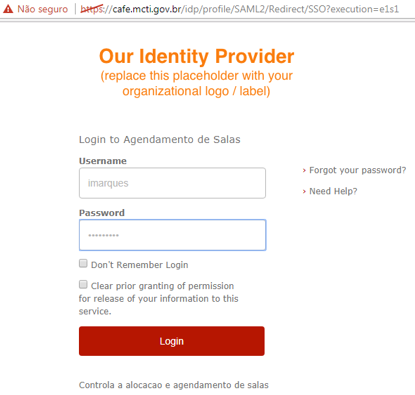 Não seguro | https://cafe.mcti.gov.br/idp/profile/SAML2/Redirect/SSO?execution=e1s1
Our Identity Provider
(replace this placeholder with your
organizational logo / label)
Login to Agendamento de Salas
Username
imarques
Password
•••••••••
Don't Remember Login
Clear prior granting of permission
for release of your information to this
service.
Login
› Forgot your password?
› Need Help?
Controla a alocacao e agendamento de salas